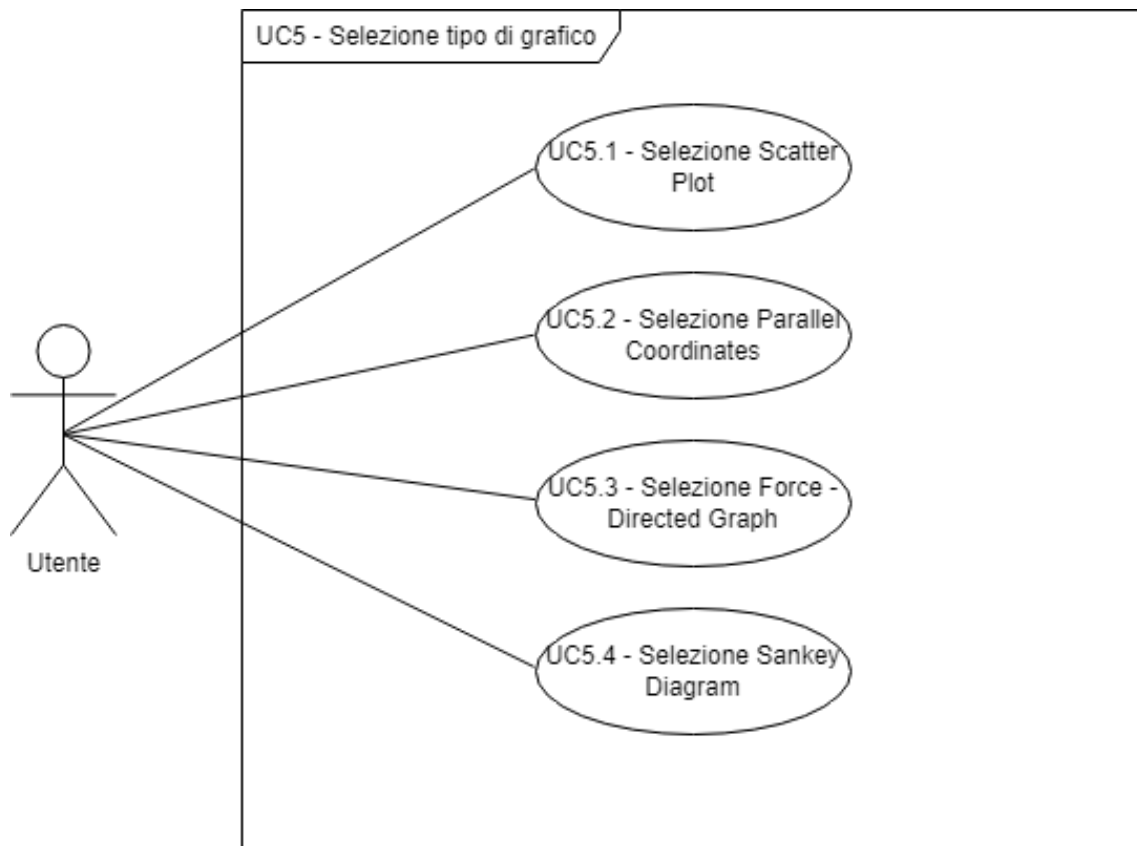 UC5 - Selezione tipo di grafico
UC5.1 - Selezione Scatter
Plot
UC5.2 - Selezione Parallel
Coordinates
UC5.3 - Selezione Force -
Directed Graph
Utente
UC5.4 - Selezione Sankey
Diagram